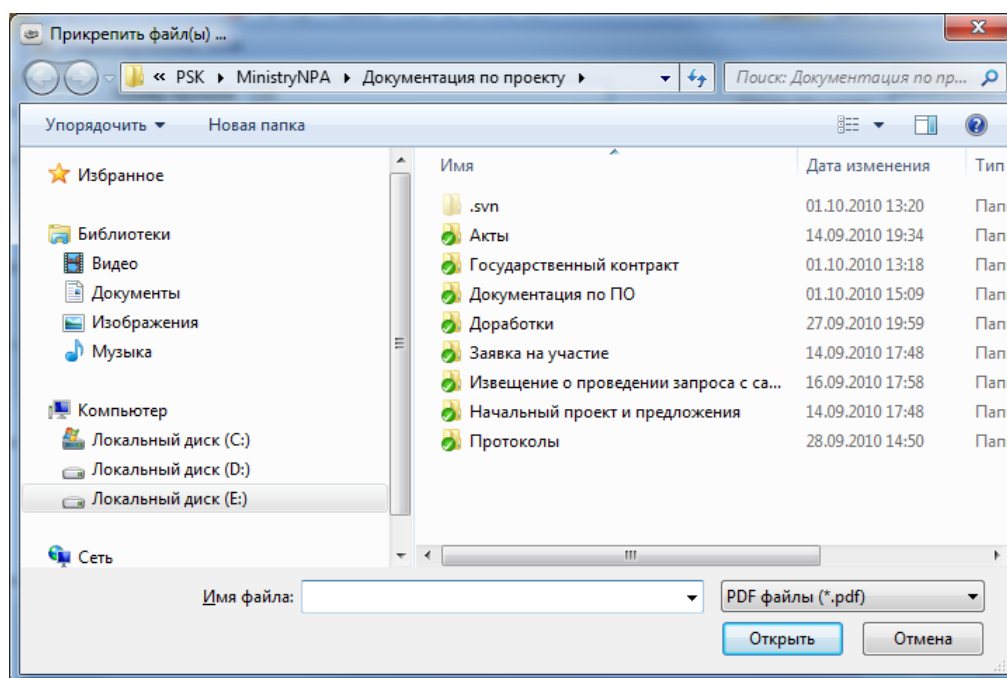 Прикрепить файл(ы) ...
« PSK ▸ MinistryNPA ▸ Документация по проекту ▸
Поиск: Документация по пр...
Упорядочить
Новая папка
Избранное
Библиотеки
Видео
Документы
Изображения
Музыка
Компьютер
Локальный диск (C:)
Локальный диск (D:)
Локальный диск (E:)
Сеть
Имя Дата изменения Тип
.svn 01.10.2010 13:20 Пап
Акты 14.09.2010 19:34 Пап
Государственный контракт 01.10.2010 13:18 Пап
Документация по ПО 01.10.2010 15:09 Пап
Доработки 27.09.2010 19:59 Пап
Заявка на участие 14.09.2010 17:48 Пап
Извещение о проведении запроса с са... 16.09.2010 17:58 Пап
Начальный проект и предложения 14.09.2010 17:48 Пап
Протоколы 28.09.2010 14:50 Пап
Имя файла:
PDF файлы (*.pdf)
Открыть
Отмена